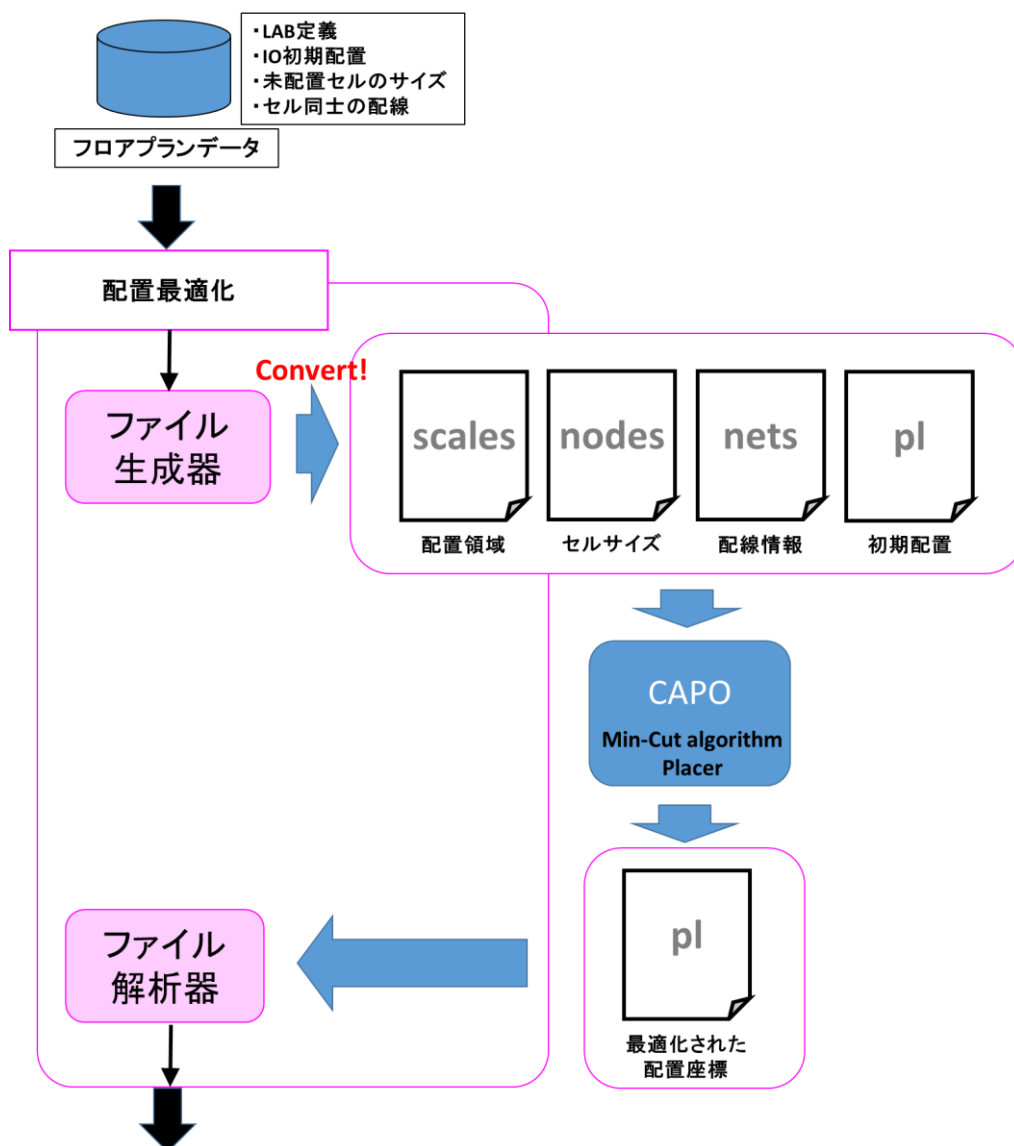 ・LAB定義
・IO初期配置
・未配置セルのサイズ
・セル同士の配線
フロアプランデータ
配置最適化
Convert!
ファイル
生成器
scales
nodes
nets
pl
配置領域
セルサイズ
配線情報
初期配置
CAPO
Min-Cut algorithm
Placer
ファイル
解析器
pl
最適化された
配置座標